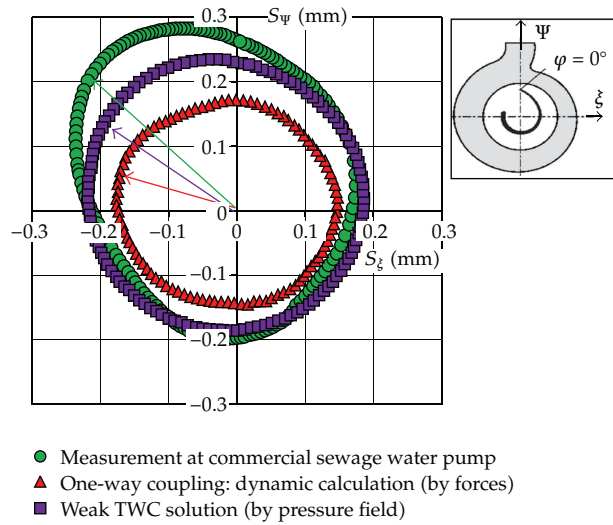 0.3
S_Ψ (mm)
0.2
0.1
−0.3
−0.2
−0.1
0
0.1
0.2
0.3
S_ξ (mm)
−0.1
−0.2
−0.3
Ψ
φ = 0°
ξ
Measurement at commercial sewage water pump
One-way coupling: dynamic calculation (by forces)
Weak TWC solution (by pressure field)